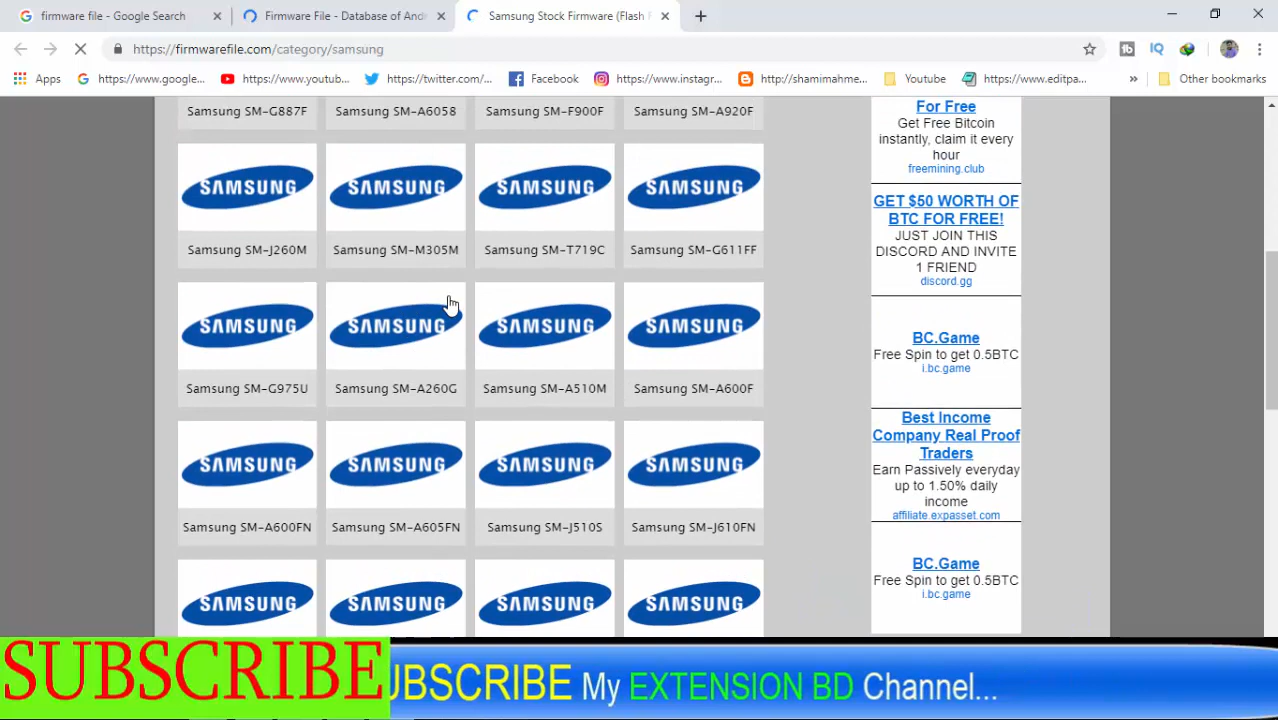 firmware file - Google Search
Firmware File - Database of And
Samsung Stock Firmware (Flash F
https://firmwarefile.com/category/samsung
Apps
https://www.google...
https://www.youtub...
https://twitter.com/...
Facebook
https://www.instagr...
http://shamimahme...
Youtube
https://www.editpa...
»
Other bookmarks
Samsung SM-G887F
Samsung SM-A6058
Samsung SM-F900F
Samsung SM-A920F
SAMSUNG
SAMSUNG
SAMSUNG
SAMSUNG
Samsung SM-J260M
Samsung SM-M305M
Samsung SM-T719C
Samsung SM-G611FF
SAMSUNG
SAMSUNG
SAMSUNG
SAMSUNG
Samsung SM-G975U
Samsung SM-A260G
Samsung SM-A510M
Samsung SM-A600F
SAMSUNG
SAMSUNG
SAMSUNG
SAMSUNG
Samsung SM-A600FN
Samsung SM-A605FN
Samsung SM-J510S
Samsung SM-J610FN
SAMSUNG
SAMSUNG
SAMSUNG
SAMSUNG
For Free
Get Free Bitcoin
instantly, claim it every
hour
freemining.club
GET $50 WORTH OF
BTC FOR FREE!
JUST JOIN THIS
DISCORD AND INVITE
1 FRIEND
discord.gg
BC.Game
Free Spin to get 0.5BTC
i.bc.game
Best Income
Company Real Proof
Traders
Earn Passively everyday
up to 1.50% daily
income
affiliate.expasset.com
BC.Game
Free Spin to get 0.5BTC
i.bc.game
SUBSCRIBE
UBSCRIBE My EXTENSION BD Channel...